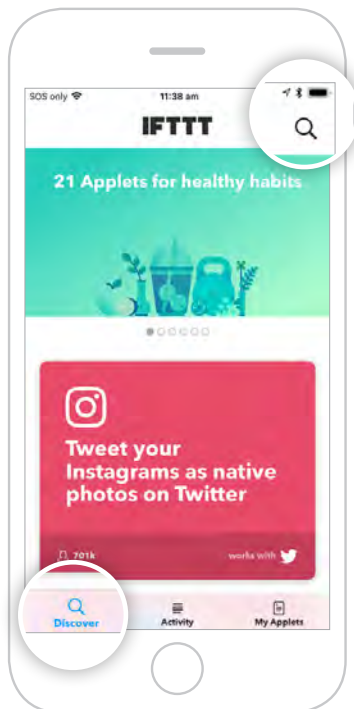 SOS only
11:38 am
IFTTT
21 Applets for healthy habits
Tweet your
Instagrams as native
photos on Twitter
701k
works with
Discover
Activity
My Applets